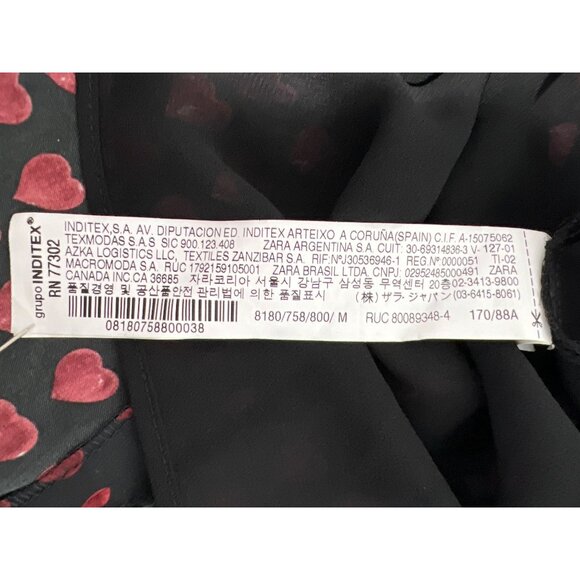 grupo INDITEX®
RN 77302
INDITEX,S.A. AV. DIPUTACION ED. INDITEX ARTEIXO A CORUÑA(SPAIN) C.I.F. A-15075062
TEXMODAS S.A.S SIC 900.123.408 ZARA ARGENTINA S.A. CUIT: 30-69314836-3 V- 127-01
AZKA LOGISTICS LLC, TEXTILES ZANZIBAR S.A. RIF:NºJ30536946-1 REG.Nº 0000051 TI-02
MACROMODA S.A. RUC 1792159105001 ZARA BRASIL LTDA, CNPJ: 02952485000491 ZARA
CANADA INC.CA 36685 자라코리아 서울시 강남구 삼성동 무역센터 20층02-3413-9800
품질경영 및 공산품안전 관리법에 의한 품질표시 (株) ザラ・ジャパン(03-6415-8061)
08180758800038 8180/758/800/ M RUC 80089348-4 170/88A